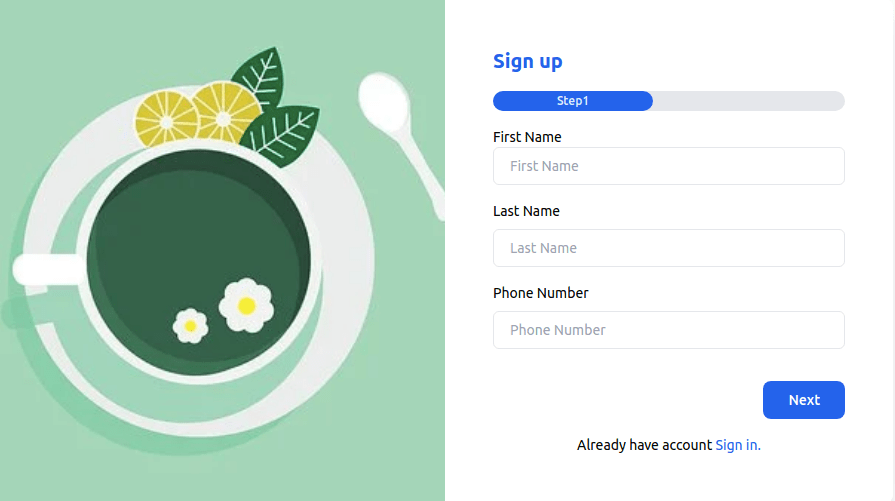 Sign up
Step1
First Name
First Name
Last Name
Last Name
Phone Number
Phone Number
Next
Already have account Sign in.